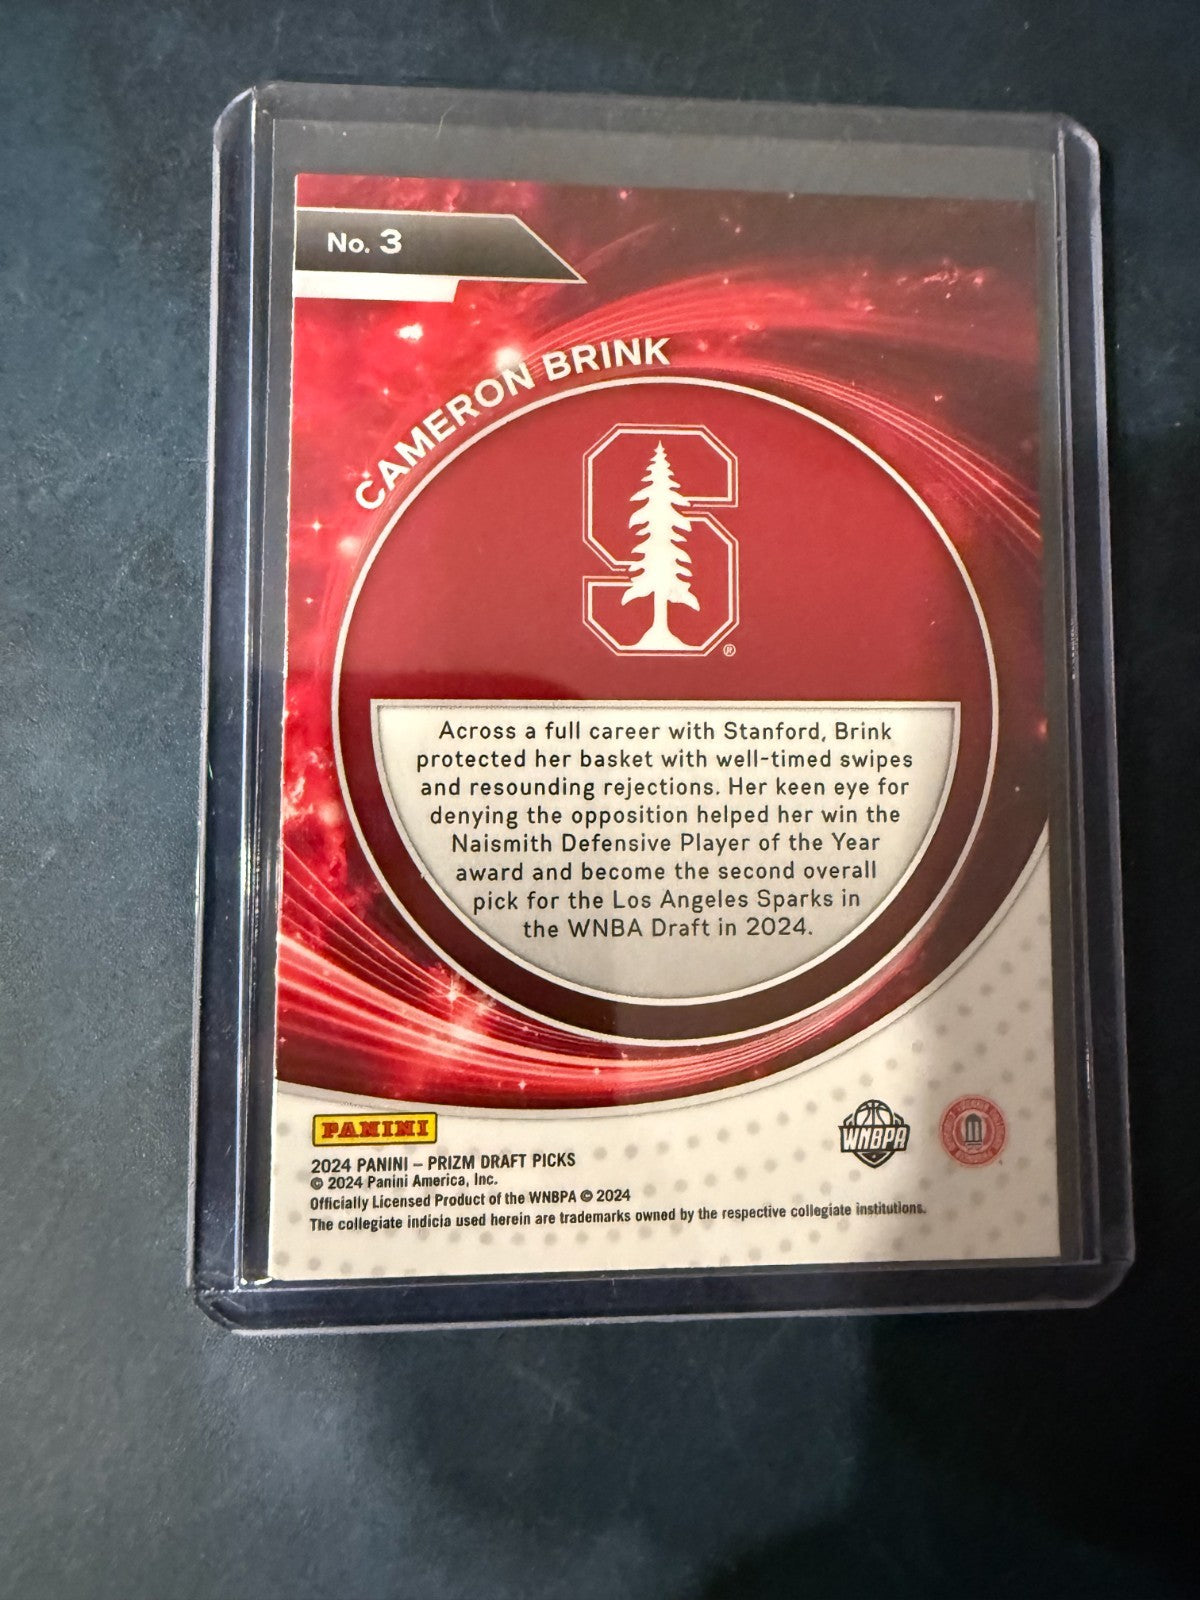 No. 3
CAMERON BRINK
S
®
Across a full career with Stanford, Brink
protected her basket with well-timed swipes
and resounding rejections. Her keen eye for
denying the opposition helped her win the
Naismith Defensive Player of the Year
award and become the second overall
pick for the Los Angeles Sparks in
the WNBA Draft in 2024.
PANINI
WNBPA
2024 PANINI – PRIZM DRAFT PICKS
© 2024 Panini America, Inc.
Officially Licensed Product of the WNBPA © 2024
The collegiate indicia used herein are trademarks owned by the respective collegiate institutions.